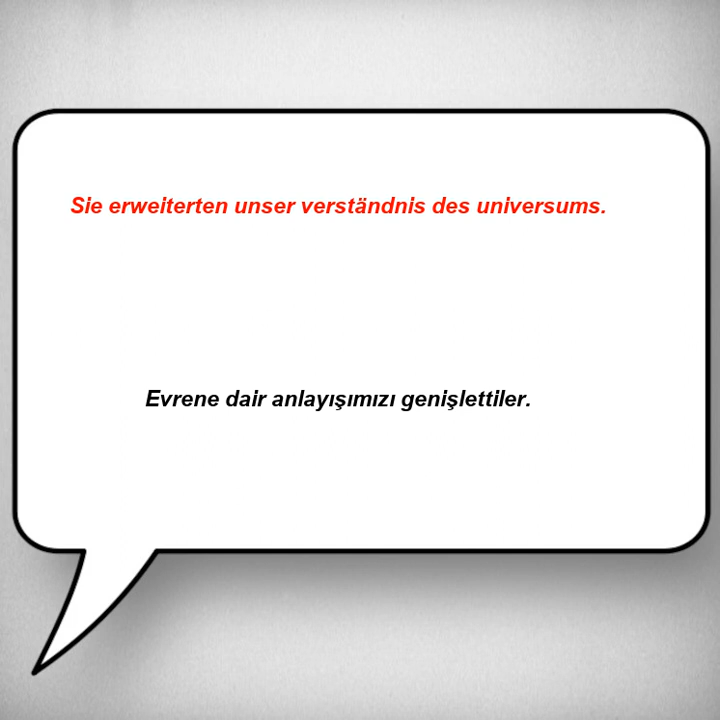 Sie erweiterten unser verständnis des universums.
Evrene dair anlayışımızı genişlettiler.